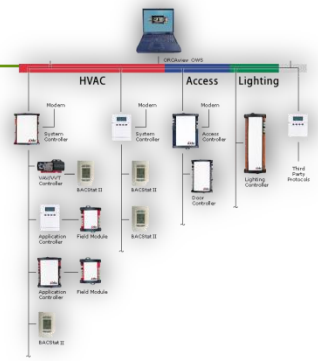 HVAC
Access
Lighting
Modem
System
Controller
Modem
System
Controller
Modem
Access
Controller
Lighting
Controller
Third
Party
Protocols
VAV/VVT
Controller
BACStat II
BACStat II
Door
Controller
Application
Controller
Field Module
BACStat II
Application
Controller
Field Module
BACStat II